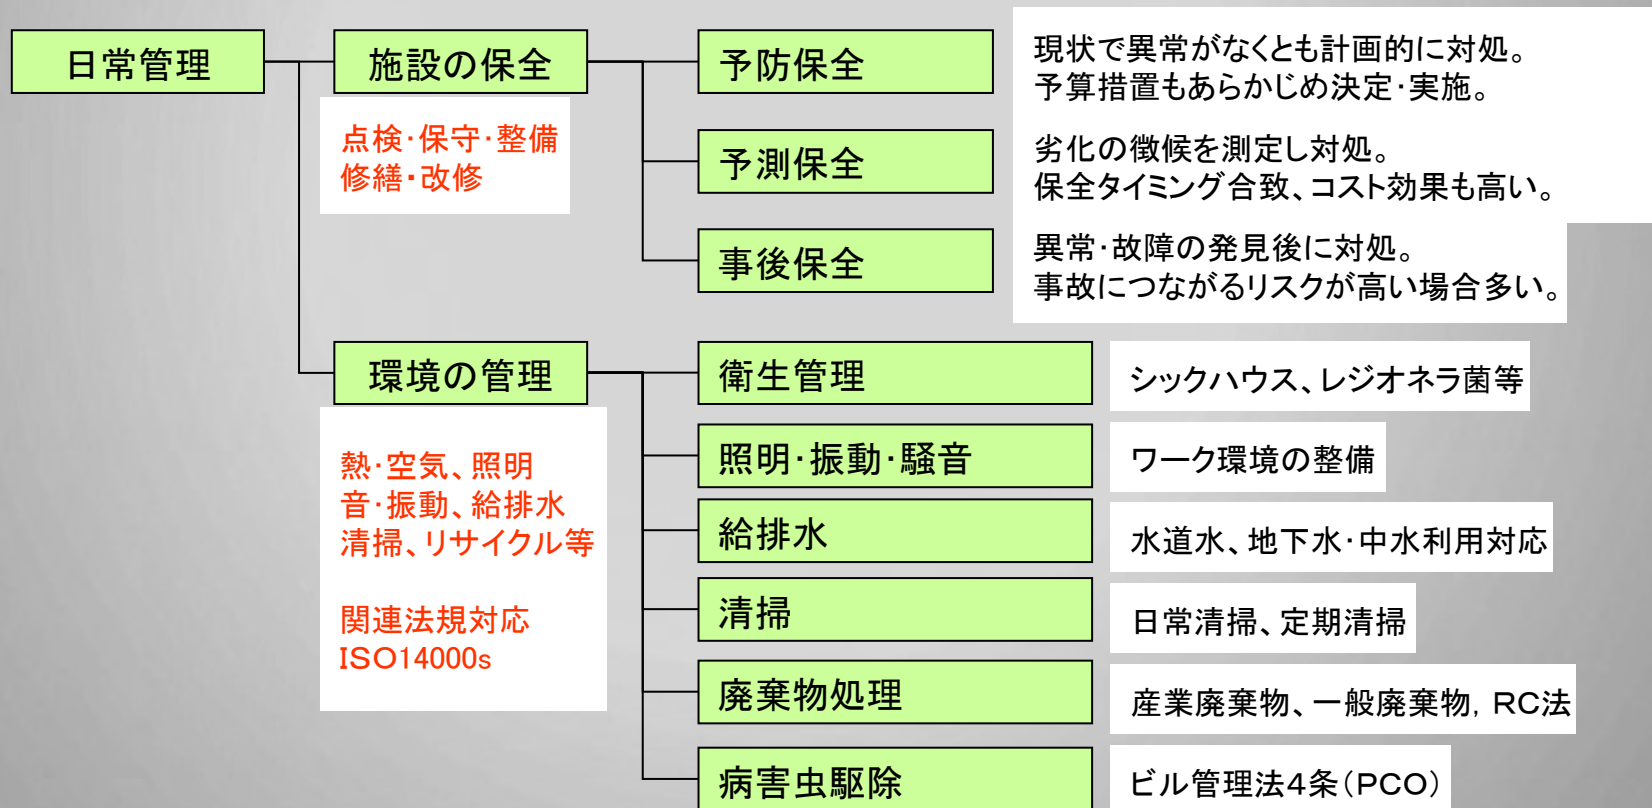 日常管理
施設の保全
点検・保守・整備
修繕・改修
予防保全
現状で異常がなくとも計画的に対処。
予算措置もあらかじめ決定・実施。
予測保全
劣化の徴候を測定し対処。
保全タイミング合致、コスト効果も高い。
事後保全
異常・故障の発見後に対処。
事故につながるリスクが高い場合多い。
環境の管理
熱・空気、照明
音・振動、給排水
清掃、リサイクル等
関連法規対応
ISO14000s
衛生管理
シックハウス、レジオネラ菌等
照明・振動・騒音
ワーク環境の整備
給排水
水道水、地下水・中水利用対応
清掃
日常清掃、定期清掃
廃棄物処理
産業廃棄物、一般廃棄物, RC法
病害虫駆除
ビル管理法4条(PCO)